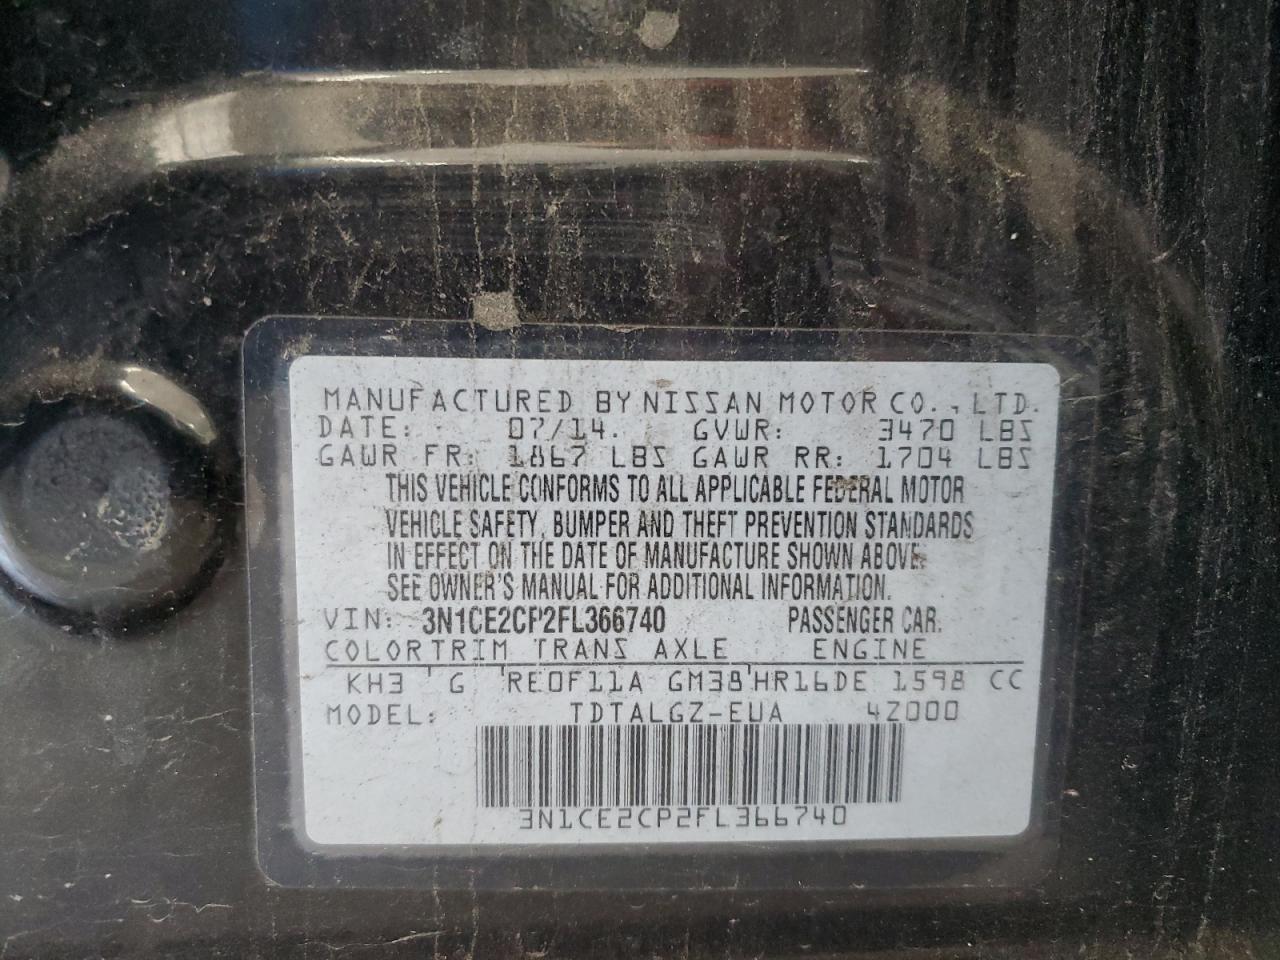 MANUFACTURED BY NISSAN MOTOR CO., LTD.
DATE: 07/14. GVWR: 3470 LBS
GAWR FR: 1867 LBS GAWR RR: 1704 LBS
THIS VEHICLE CONFORMS TO ALL APPLICABLE FEDERAL MOTOR
VEHICLE SAFETY, BUMPER AND THEFT PREVENTION STANDARDS
IN EFFECT ON THE DATE OF MANUFACTURE SHOWN ABOVE.
SEE OWNER'S MANUAL FOR ADDITIONAL INFORMATION.
VIN: 3N1CE2CP2FL366740 PASSENGER CAR.
COLOR TRIM TRANS AXLE ENGINE
KH3 G RE0F11A GM38 HR16DE 1598 CC
MODEL: TDTALGZ-EUA 42000
3N1CE2CP2FL366740